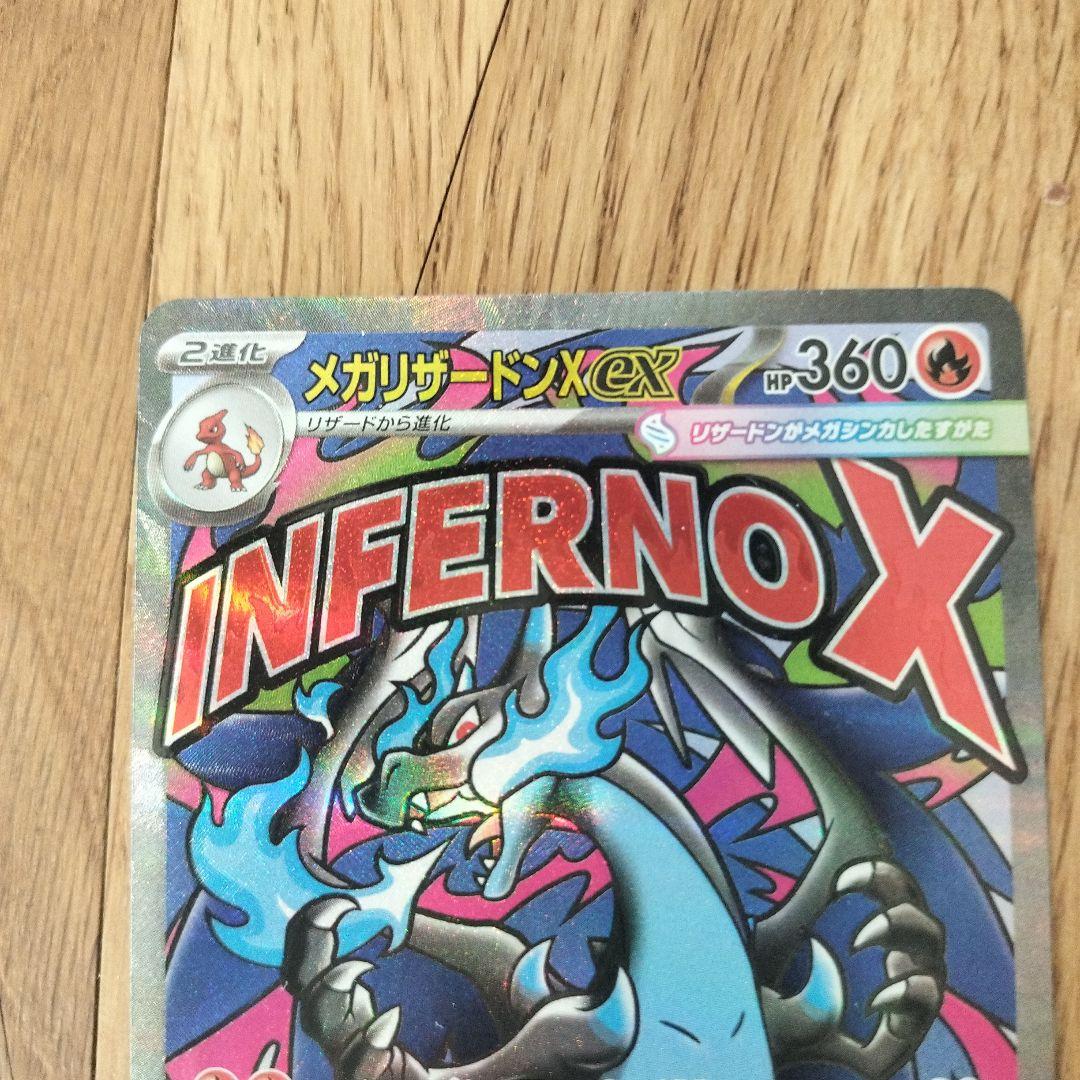 2進化
メガリザードンXex
HP360
リザードから進化
リザードンがメガシンカしたすがた
INFERNO X